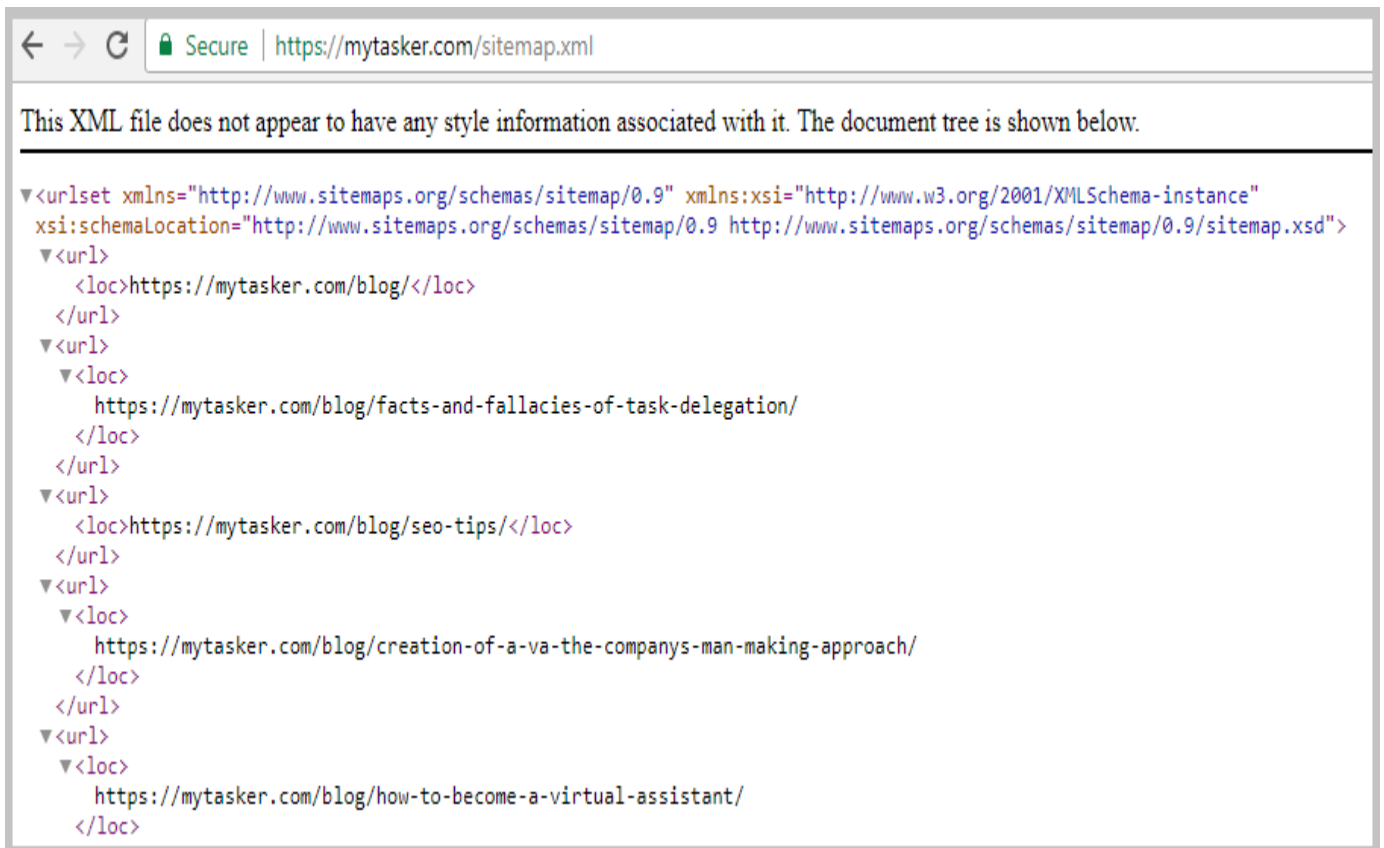 Secure | https://mytasker.com/sitemap.xml
This XML file does not appear to have any style information associated with it. The document tree is shown below.
▼<urlset xmlns="http://www.sitemaps.org/schemas/sitemap/0.9" xmlns:xsi="http://www.w3.org/2001/XMLSchema-instance"
xsi:schemaLocation="http://www.sitemaps.org/schemas/sitemap/0.9 http://www.sitemaps.org/schemas/sitemap/0.9/sitemap.xsd">
▼<url>
<loc>https://mytasker.com/blog/</loc>
</url>
▼<url>
▼<loc>
https://mytasker.com/blog/facts-and-fallacies-of-task-delegation/
</loc>
</url>
▼<url>
<loc>https://mytasker.com/blog/seo-tips/</loc>
</url>
▼<url>
▼<loc>
https://mytasker.com/blog/creation-of-a-va-the-companys-man-making-approach/
</loc>
</url>
▼<url>
▼<loc>
https://mytasker.com/blog/how-to-become-a-virtual-assistant/
</loc>